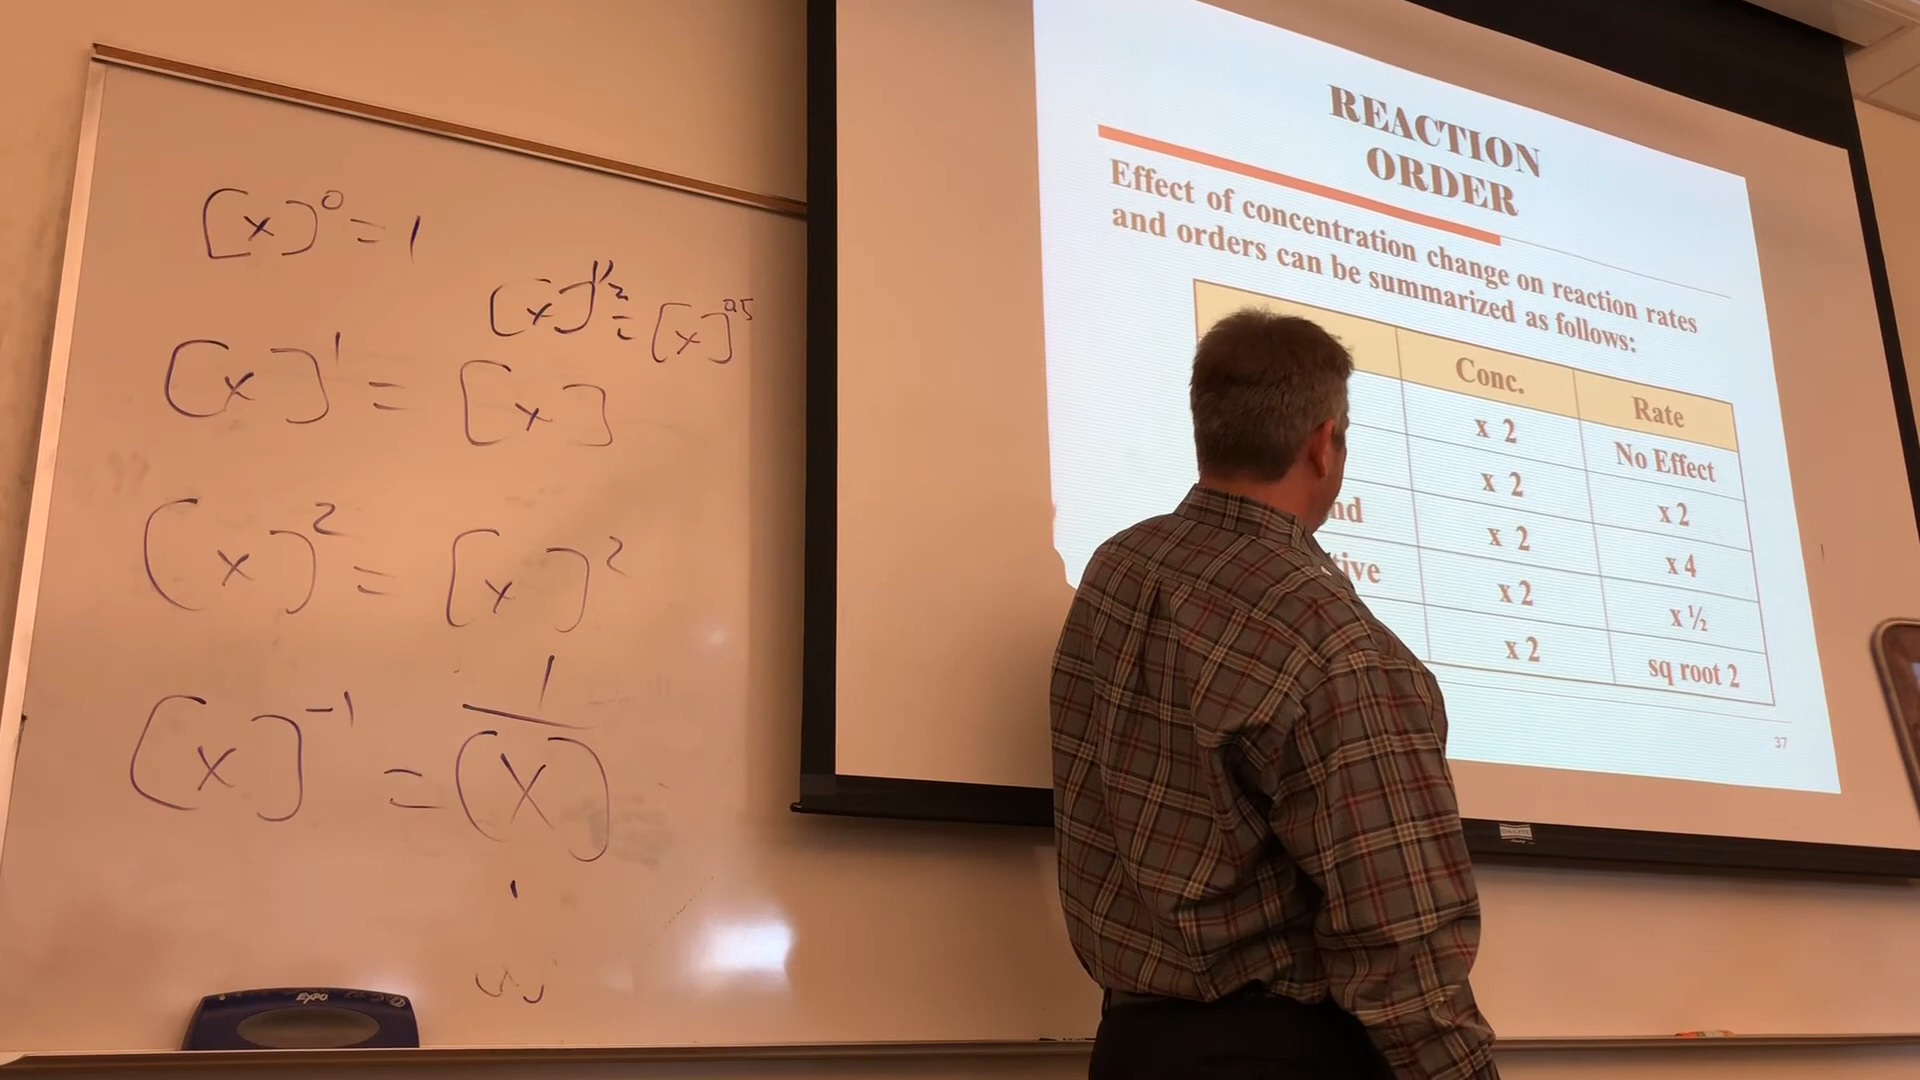 [x]⁰ = 1
[x]^½ = [x]^0.5
[x]¹ = [x]
[x]² = [x]²
[x]⁻¹ = 1
[x]
EXPO
REACTION
ORDER
Effect of concentration change on reaction rates
and orders can be summarized as follows:
Conc. Rate
x 2 No Effect
x 2 x 2
nd x 2 x 4
tive x 2 x ½
x 2 sq root 2
37
DA-LITE